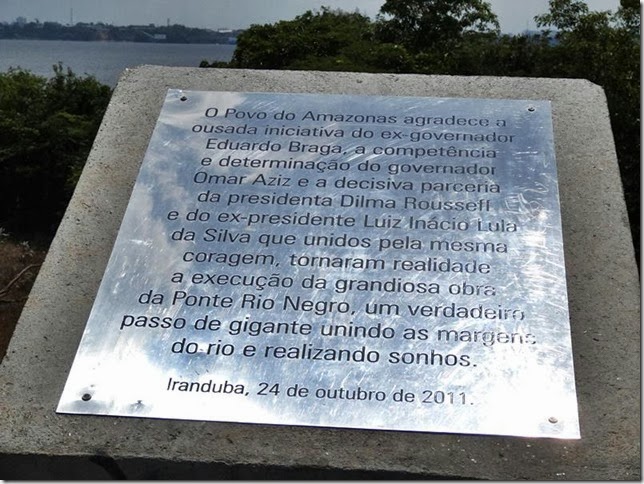 O Povo do Amazonas agradece a
ousada iniciativa do ex-governador
Eduardo Braga, a competência
e determinação do governador
Omar Aziz e a decisiva parceria
da presidenta Dilma Rousseff
e do ex-presidente Luiz Inácio Lula
da Silva que unidos pela mesma
coragem, tornaram realidade
a execução da grandiosa obra
da Ponte Rio Negro, um verdadeiro
passo de gigante unindo as margens
do rio e realizando sonhos.
Iranduba, 24 de outubro de 2011.